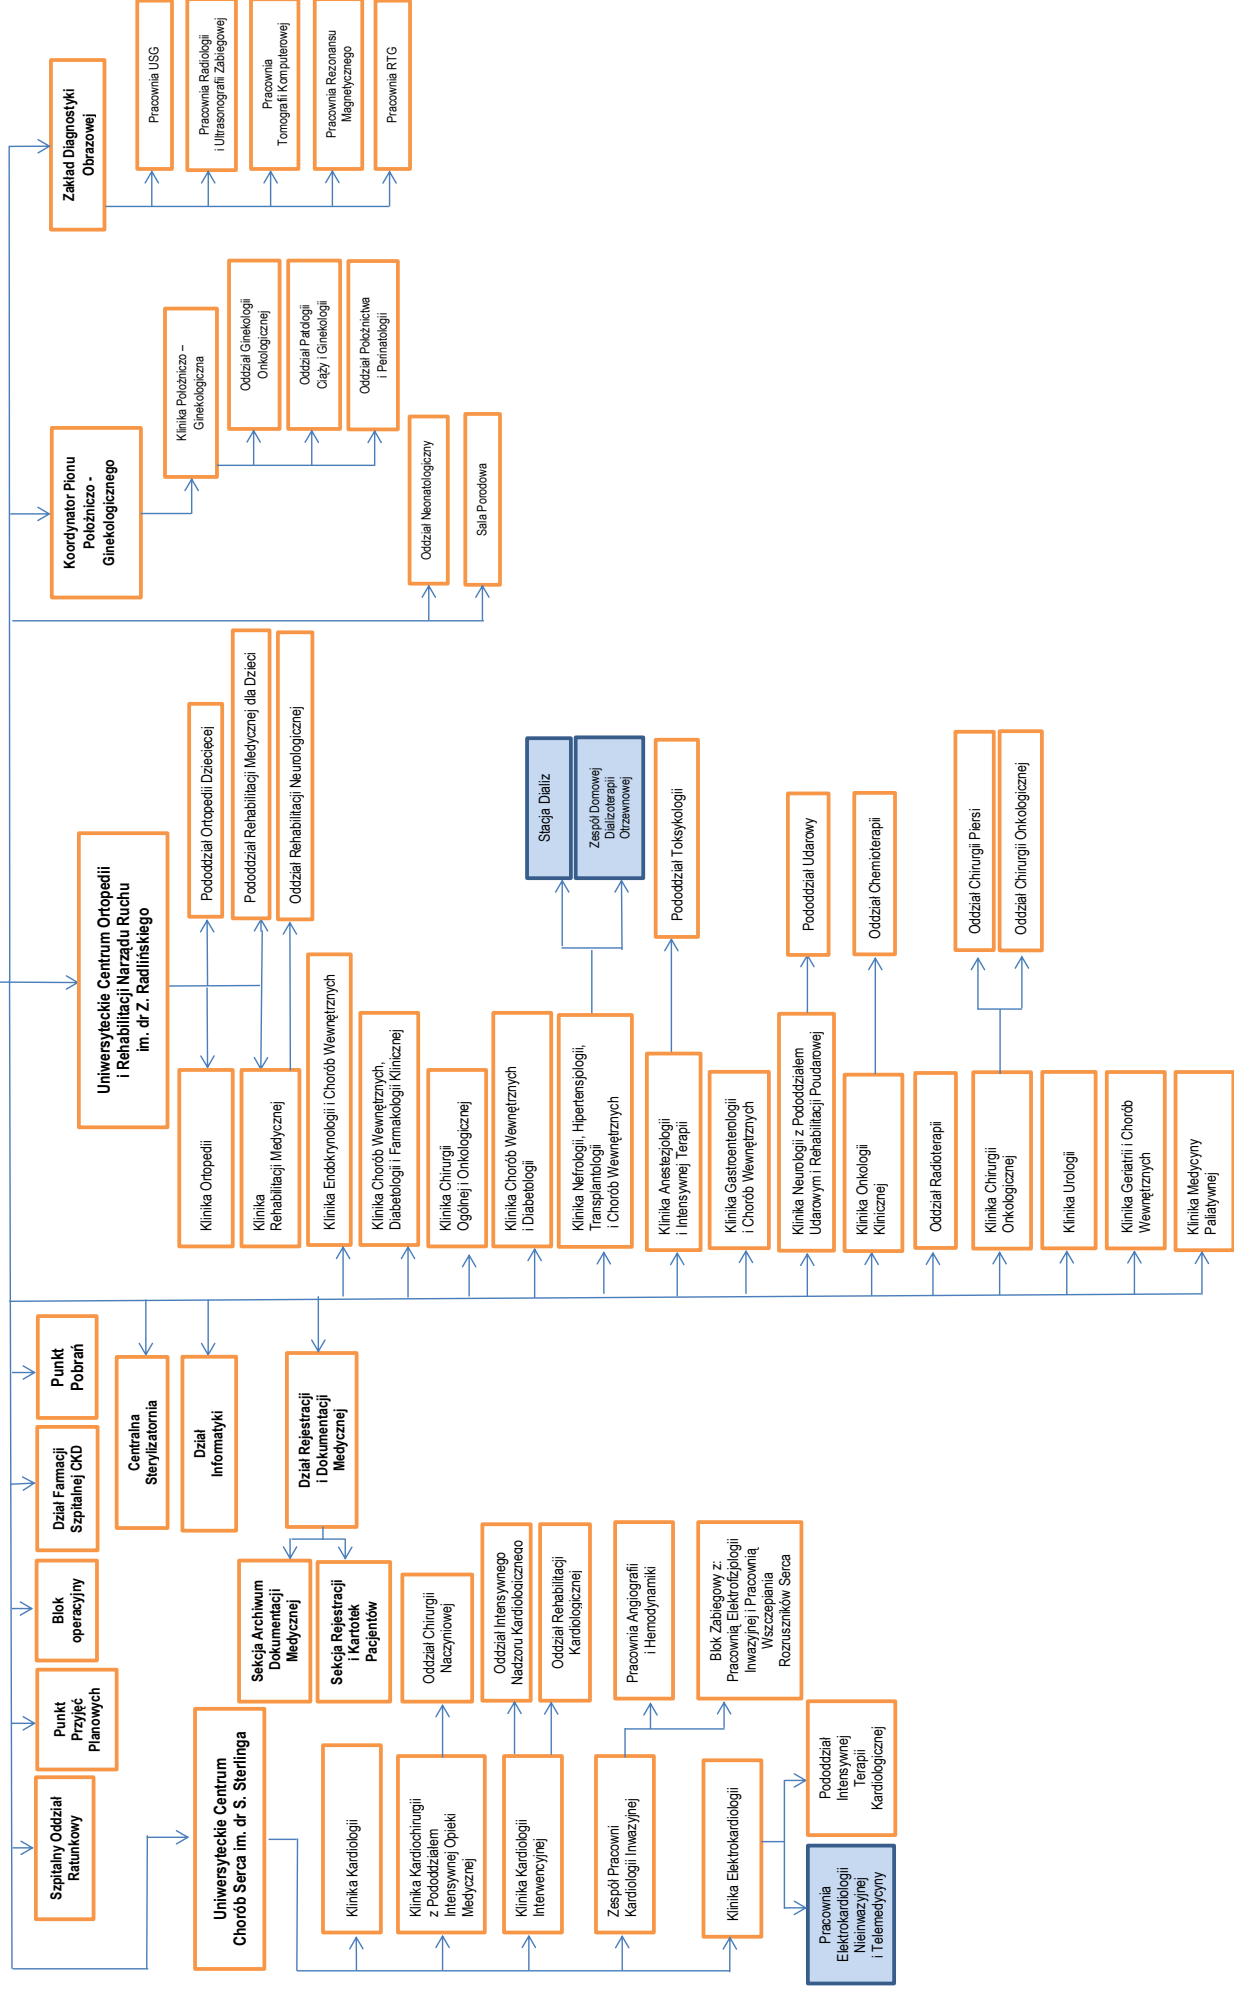 Szpitalny Oddział
Ratunkowy
Punkt
Przyjęć
Planowych
Blok
operacyjny
Dział Farmacji
Szpitalnej CKD
Punkt
Pobrań
Koordynator Pionu
Położniczo -
Ginekologicznego
Zakład Diagnostyki
Obrazowej
Uniwersyteckie Centrum Ortopedii
i Rehabilitacji Narządu Ruchu
im. dr Z. Radlińskiego
Centralna
Sterylizatornia
Dział
Informatyki
Dział Rejestracji
i Dokumentacji
Medycznej
Sekcja Archiwum
Dokumentacji
Medycznej
Sekcja Rejestracji
i Kartotek
Pacjentów
Uniwersyteckie Centrum
Chorób Serca im. dr S. Sterlinga
Klinika Kardiologii
Klinika Kardiochirurgii
z Pododdziałem
Intensywnej Opieki
Medycznej
Oddział Chirurgii
Naczyniowej
Klinika Kardiologii
Interwencyjnej
Oddział Intensywnego
Nadzoru Kardiologicznego
Oddział Rehabilitacji
Kardiologicznej
Zespół Pracowni
Kardiologii Inwazyjnej
Pracownia Angiografii
i Hemodynamiki
Blok Zabiegowy z:
Pracownią Elektrofizjologii
Inwazyjnej i Pracownią
Wszczepiania
Rozruszników Serca
Klinika Elektrokardiologii
Pracownia
Elektrokardiologii
Nieinwazyjnej
i Telemedycyny
Pododdział
Intensywnej
Terapii
Kardiologicznej
Klinika Ortopedii
Pododdział Ortopedii Dziecięcej
Klinika
Rehabilitacji Medycznej
Pododdział Rehabilitacji Medycznej dla Dzieci
Oddział Rehabilitacji Neurologicznej
Klinika Endokrynologii i Chorób Wewnętrznych
Klinika Chorób Wewnętrznych,
Diabetologii i Farmakologii Klinicznej
Klinika Chirurgii
Ogólnej i Onkologicznej
Klinika Chorób Wewnętrznych
i Diabetologii
Klinika Nefrologii, Hipertensjologii,
Transplantologii
i Chorób Wewnętrznych
Stacja Dializ
Zespół Domowej
Dializoterapii
Otrzewnowej
Klinika Anestezjologii
i Intensywnej Terapii
Pododdział Toksykologii
Klinika Gastroenterologii
i Chorób Wewnętrznych
Klinika Neurologii z Pododdziałem
Udarowym i Rehabilitacji Poudarowej
Pododdział Udarowy
Klinika Onkologii
Klinicznej
Oddział Chemioterapii
Oddział Radioterapii
Klinika Chirurgii
Onkologicznej
Oddział Chirurgii Piersi
Oddział Chirurgii Onkologicznej
Klinika Urologii
Klinika Geriatrii i Chorób
Wewnętrznych
Klinika Medycyny
Paliatywnej
Klinika Położniczo –
Ginekologiczna
Oddział Ginekologii
Onkologicznej
Oddział Patologii
Ciąży i Ginekologii
Oddział Położnictwa
i Perinatologii
Oddział Neonatologiczny
Sala Porodowa
Pracownia USG
Pracownia Radiologii
i Ultrasonografii Zabiegowej
Pracownia
Tomografii Komputerowej
Pracownia Rezonansu
Magnetycznego
Pracownia RTG